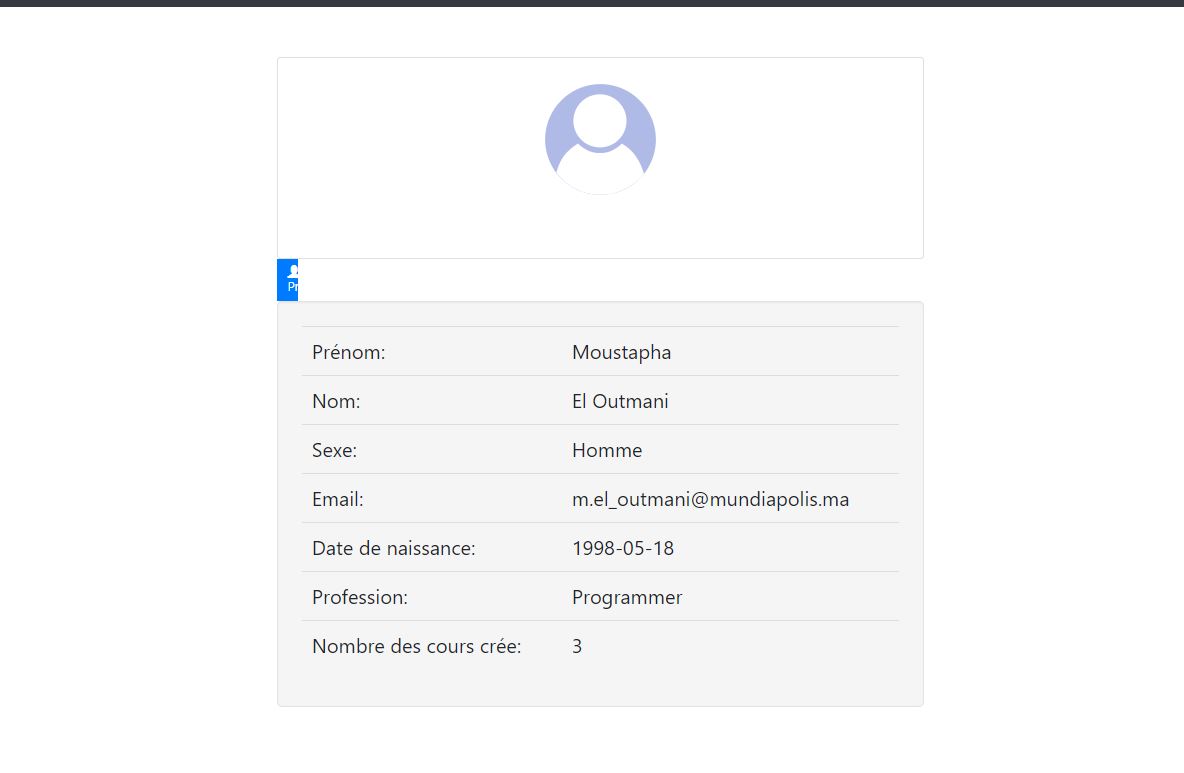 Pr
Prénom: Moustapha
Nom: El Outmani
Sexe: Homme
Email: m.el_outmani@mundiapolis.ma
Date de naissance: 1998-05-18
Profession: Programmer
Nombre des cours crée: 3